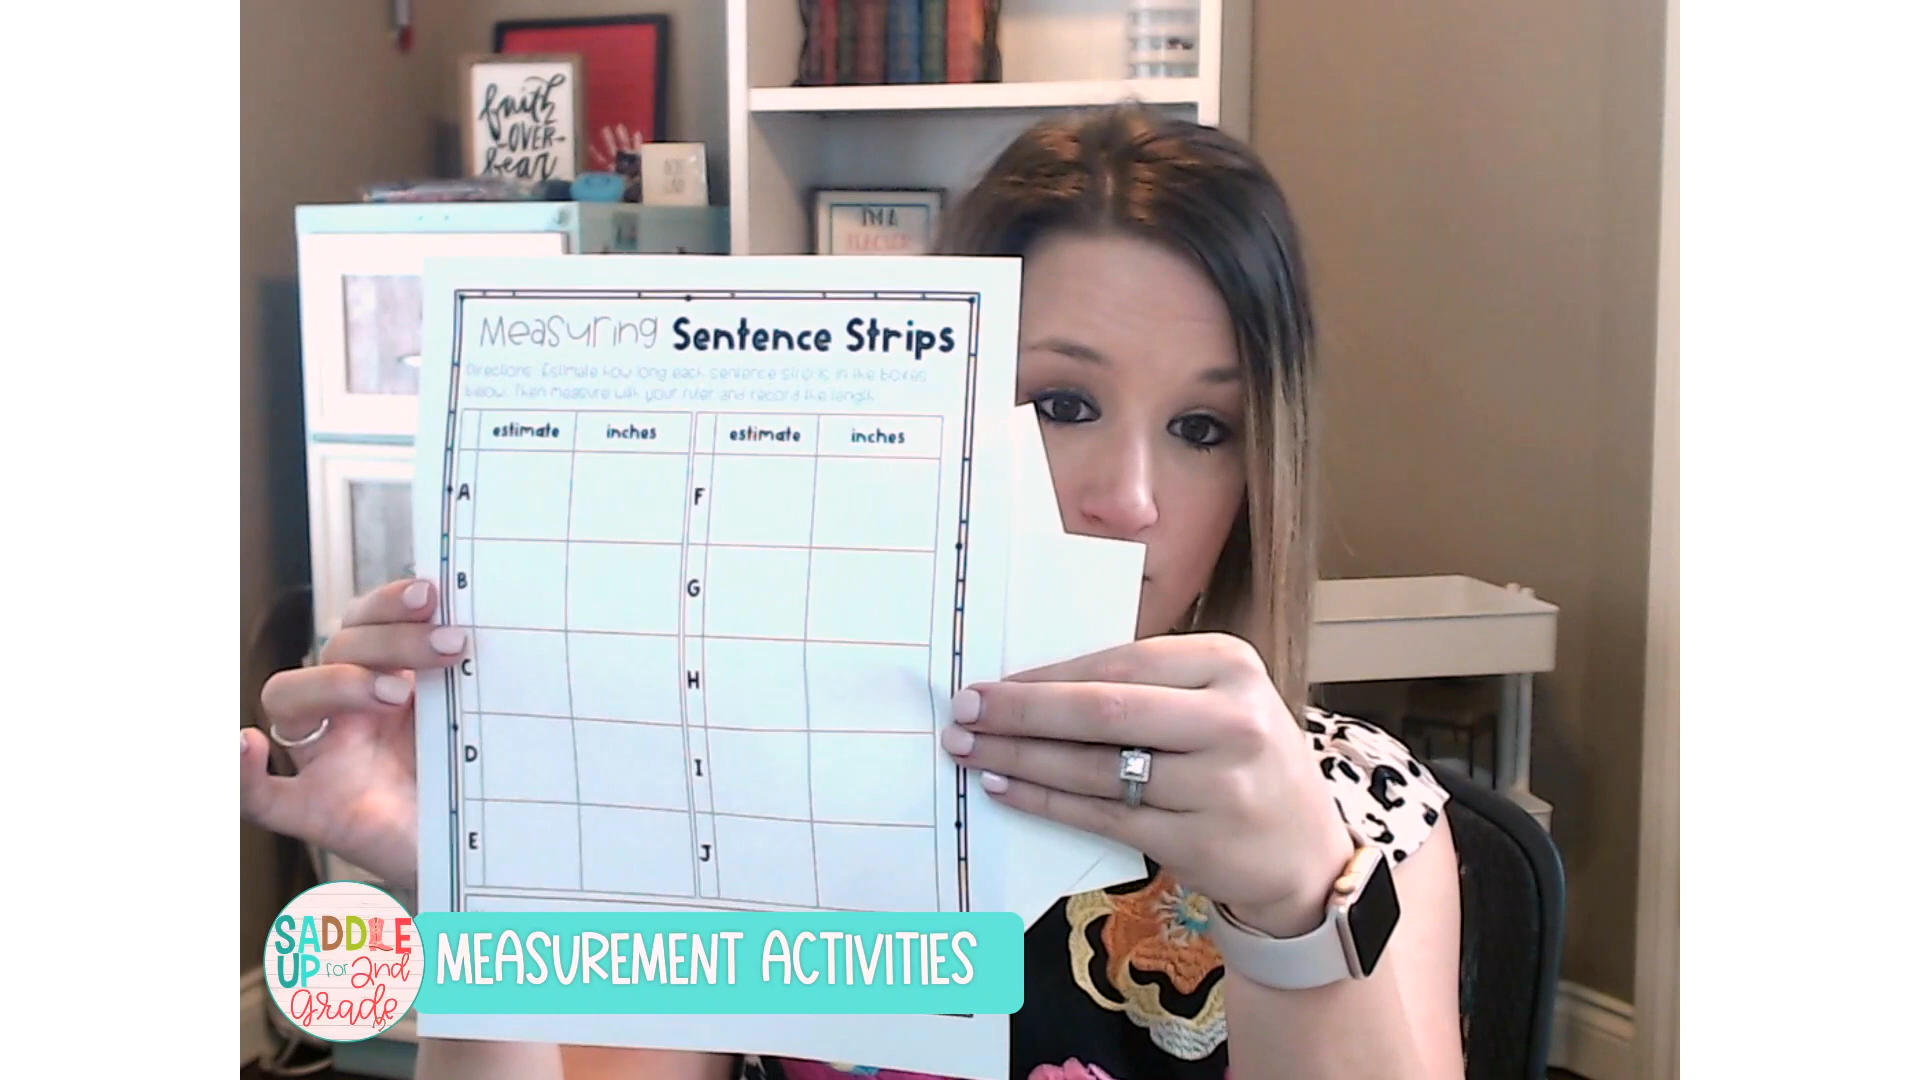 faith
-OVER-
fear
I'M A
TEACHER
Measuring Sentence Strips
Directions: Estimate how long each sentence strip is in the boxes
below. Then measure with your ruler and record the length.
estimate inches estimate inches
A F
B G
C H
D I
E J
SADDLE
UP for 2nd
grade
MEASUREMENT ACTIVITIES